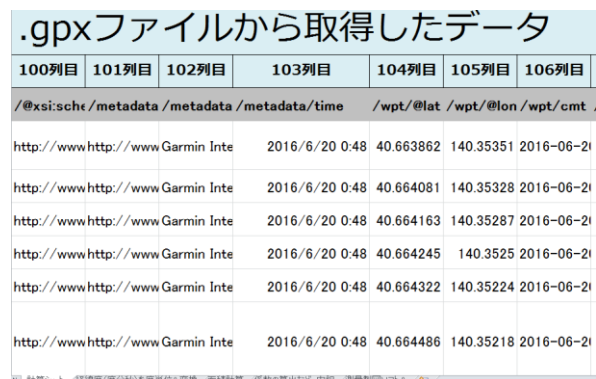 .gpxファイルから取得したデータ
100列目 101列目 102列目 103列目 104列目 105列目 106列目
/@xsi:sche /metadata /metadata /metadata/time /wpt/@lat /wpt/@lon /wpt/cmt /
http://www http://www Garmin Inte 2016/6/20 0:48 40.663862 140.35351 2016-06-20
http://www http://www Garmin Inte 2016/6/20 0:48 40.664081 140.35328 2016-06-20
http://www http://www Garmin Inte 2016/6/20 0:48 40.664163 140.35287 2016-06-20
http://www http://www Garmin Inte 2016/6/20 0:48 40.664245 140.3525 2016-06-20
http://www http://www Garmin Inte 2016/6/20 0:48 40.664322 140.35224 2016-06-20
http://www http://www Garmin Inte 2016/6/20 0:48 40.664486 140.35218 2016-06-20